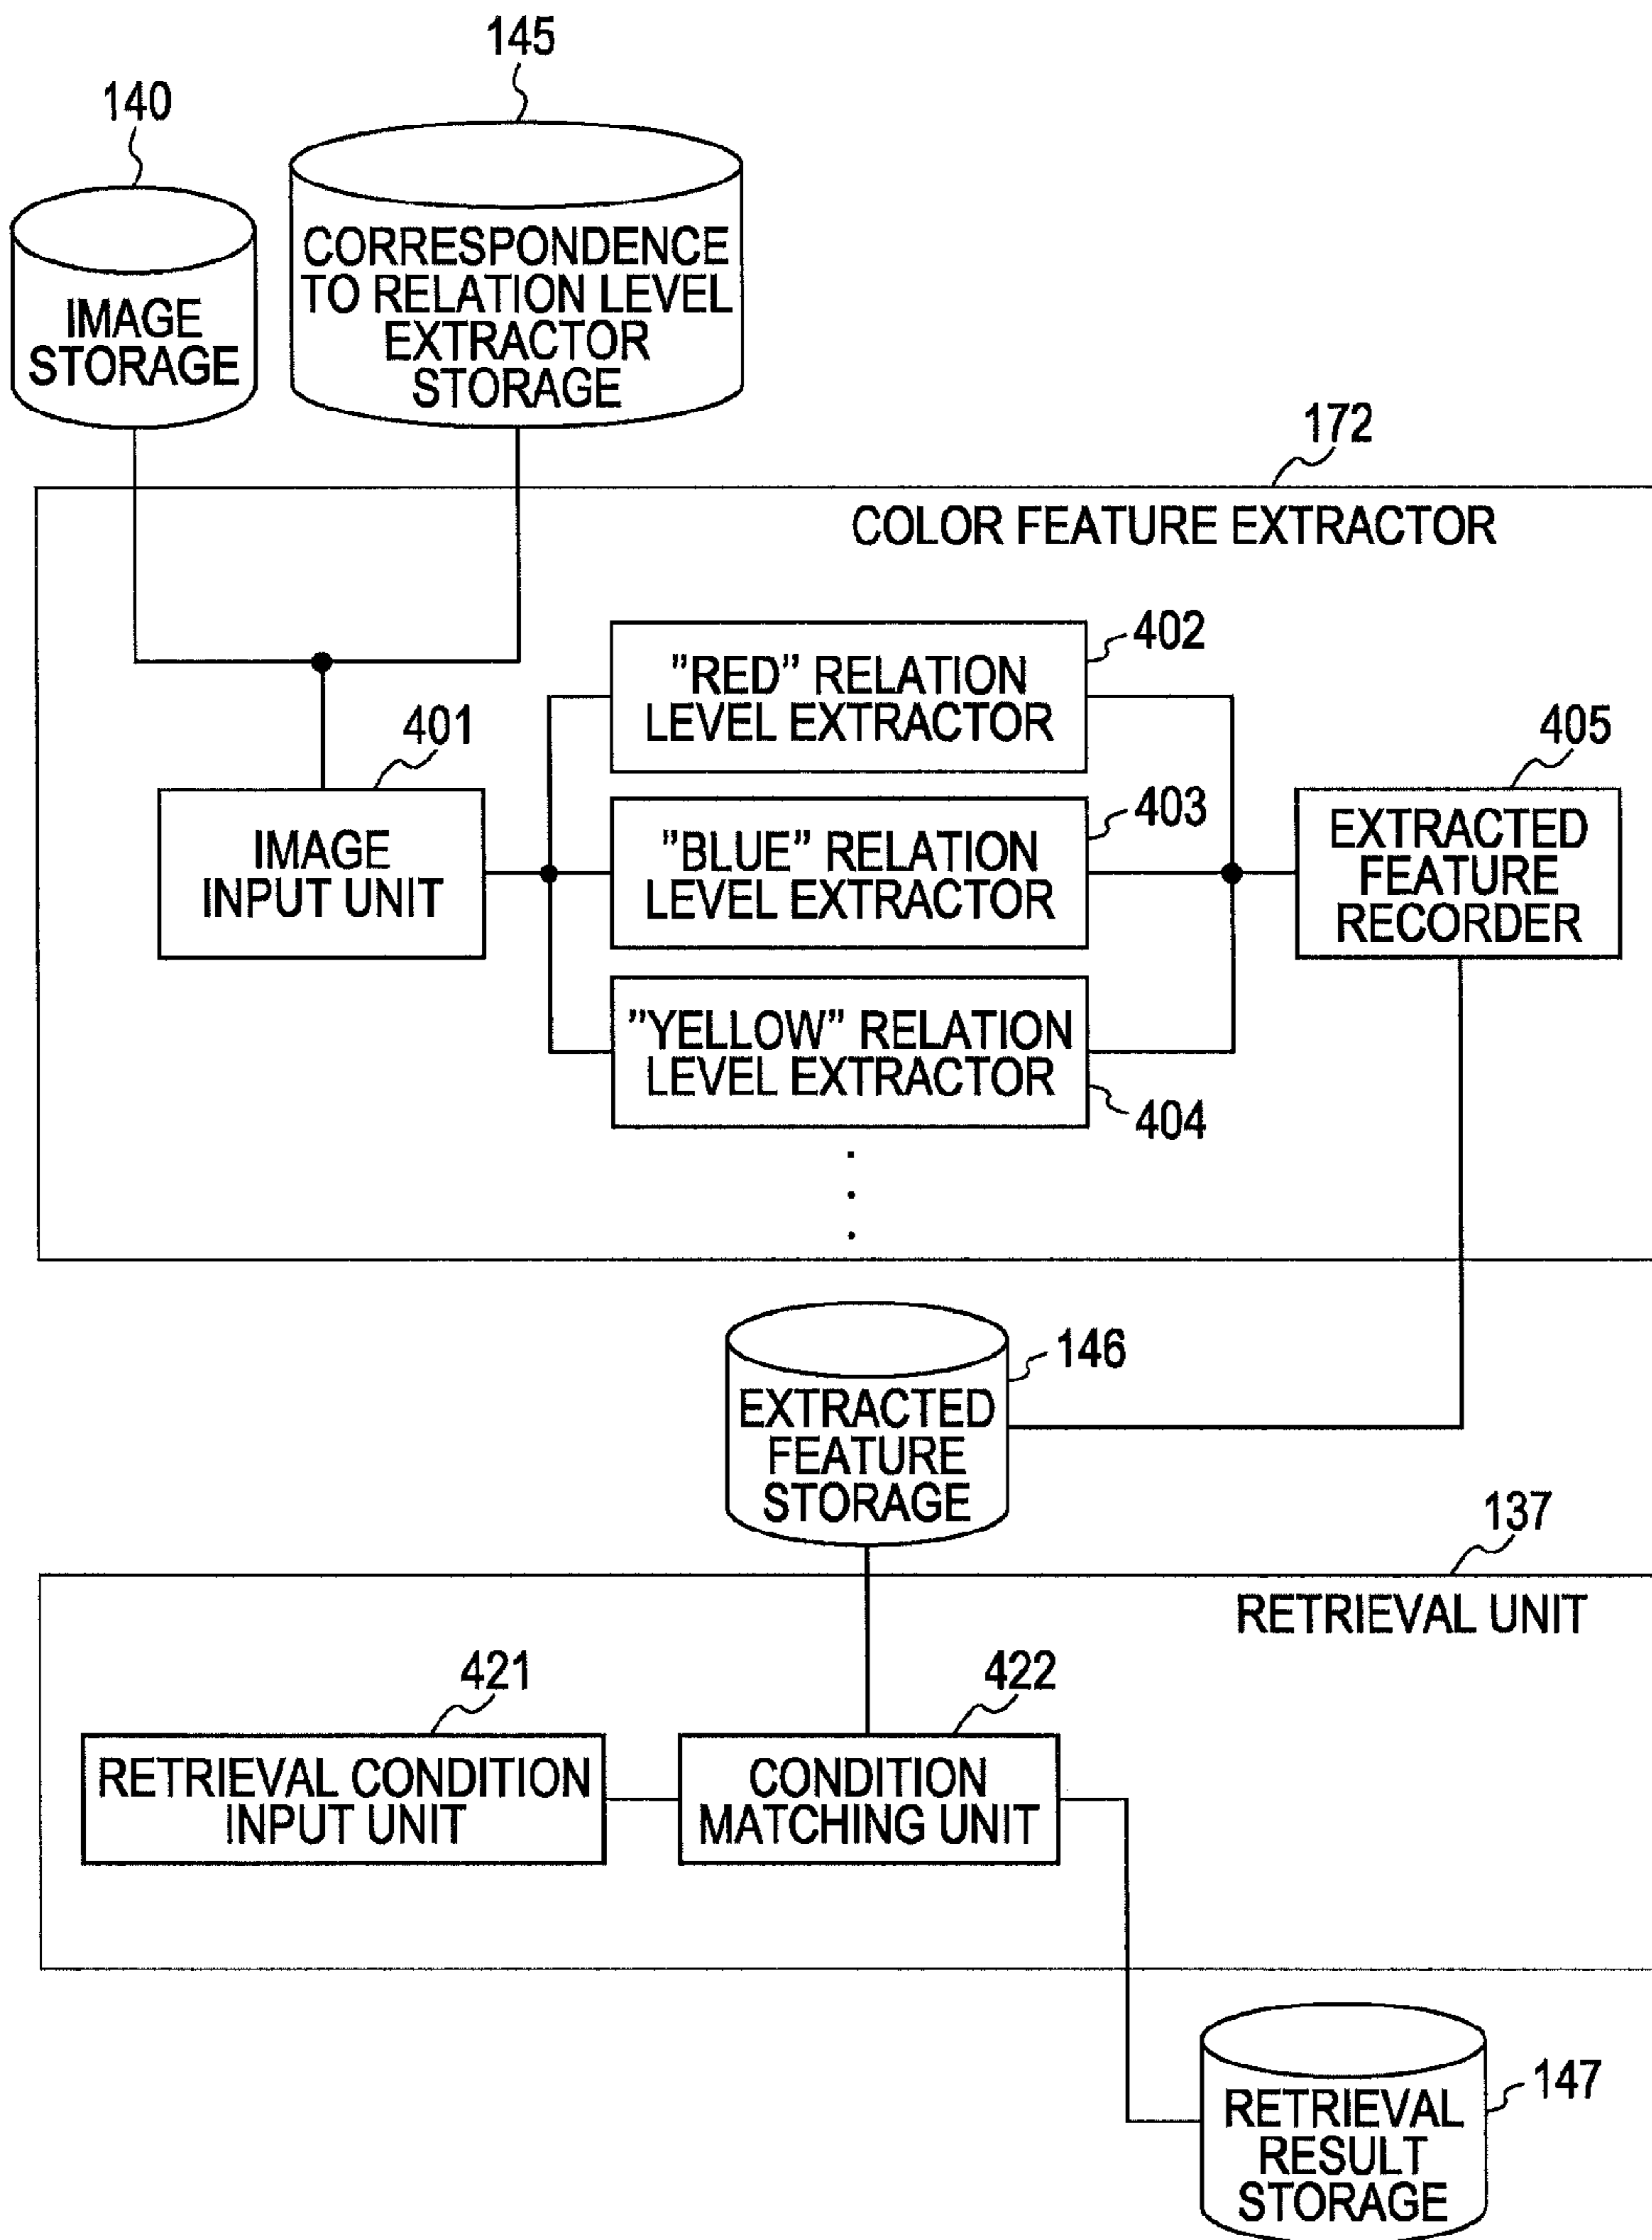 145
140
CORRESPONDENCE
TO RELATION LEVEL
EXTRACTOR
STORAGE
IMAGE
STORAGE
172
COLOR FEATURE EXTRACTOR
402
”RED” RELATION
LEVEL EXTRACTOR
401
405
IMAGE
INPUT UNIT
403
”BLUE” RELATION
LEVEL EXTRACTOR
EXTRACTED
FEATURE
RECORDER
”YELLOW” RELATION
LEVEL EXTRACTOR
404
146
EXTRACTED
FEATURE
STORAGE
137
RETRIEVAL UNIT
421
422
RETRIEVAL CONDITION
INPUT UNIT
CONDITION
MATCHING UNIT
147
RETRIEVAL
RESULT
STORAGE